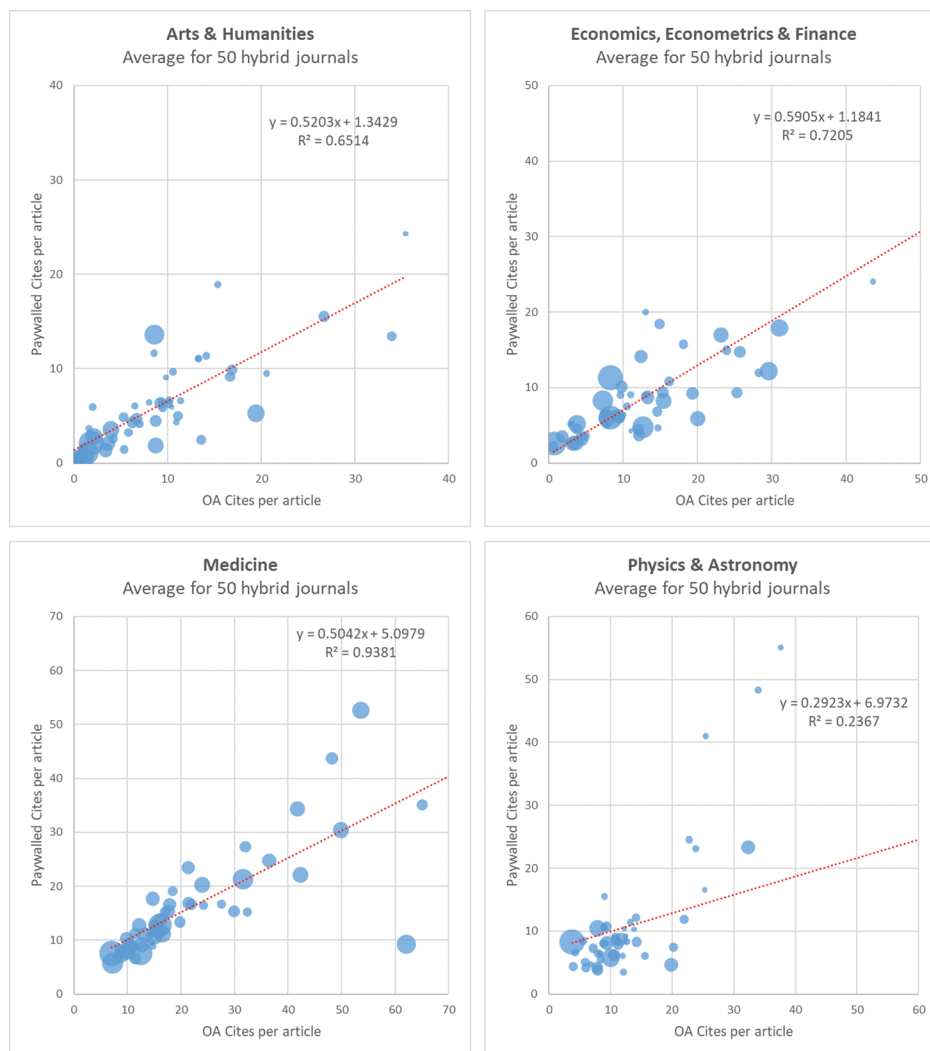 Arts & Humanities
Average for 50 hybrid journals
40
30
20
10
0
Paywalled Cites per article
y = 0.5203x + 1.3429
R² = 0.6514
0
10
20
30
40
OA Cites per article
Economics, Econometrics & Finance
Average for 50 hybrid journals
50
40
30
20
10
0
Paywalled Cites per article
y = 0.5905x + 1.1841
R² = 0.7205
0
10
20
30
40
50
OA Cites per article
Medicine
Average for 50 hybrid journals
70
60
50
40
30
20
10
0
Paywalled Cites per article
y = 0.5042x + 5.0979
R² = 0.9381
0
10
20
30
40
50
60
70
OA Cites per article
Physics & Astronomy
Average for 50 hybrid journals
60
50
40
30
20
10
0
Paywalled Cites per article
y = 0.2923x + 6.9732
R² = 0.2367
0
10
20
30
40
50
60
OA Cites per article